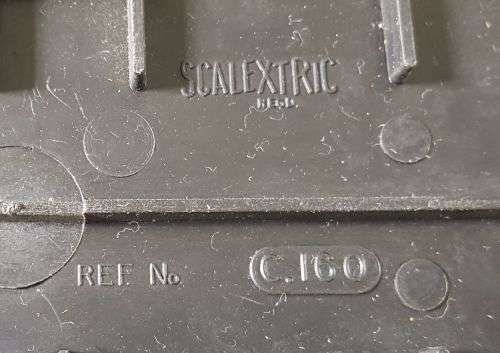 SCALEXTRIC
REGD.
REF. No
C.160